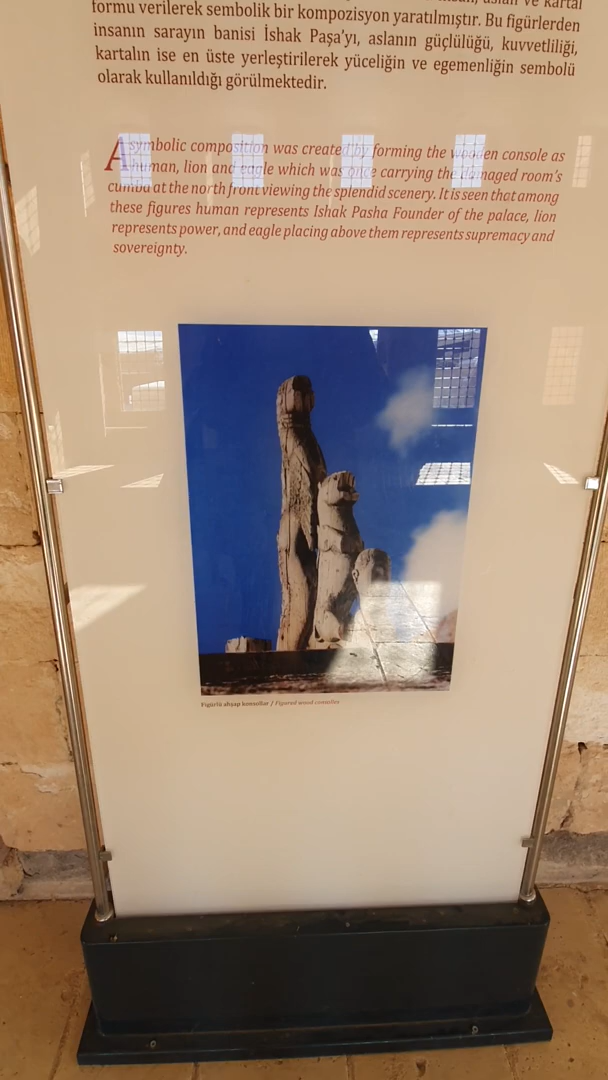 formu verilerek sembolik bir kompozisyon yaratılmıştır. Bu figürlerden
insanın sarayın banisi İshak Paşa'yı, aslanın güçlülüğü, kuvvetliliği,
kartalın ise en üste yerleştirilerek yüceliğin ve egemenliğin sembolü
olarak kullanıldığı görülmektedir.
A symbolic composition was created by forming the wooden console as
human, lion and eagle which was once carrying the damaged room's
cumba at the north front viewing the splendid scenery. It is seen that among
these figures human represents Ishak Pasha Founder of the palace, lion
represents power, and eagle placing above them represents supremacy and
sovereignty.
Figürlü ahşap konsollar / Figured wood consoles